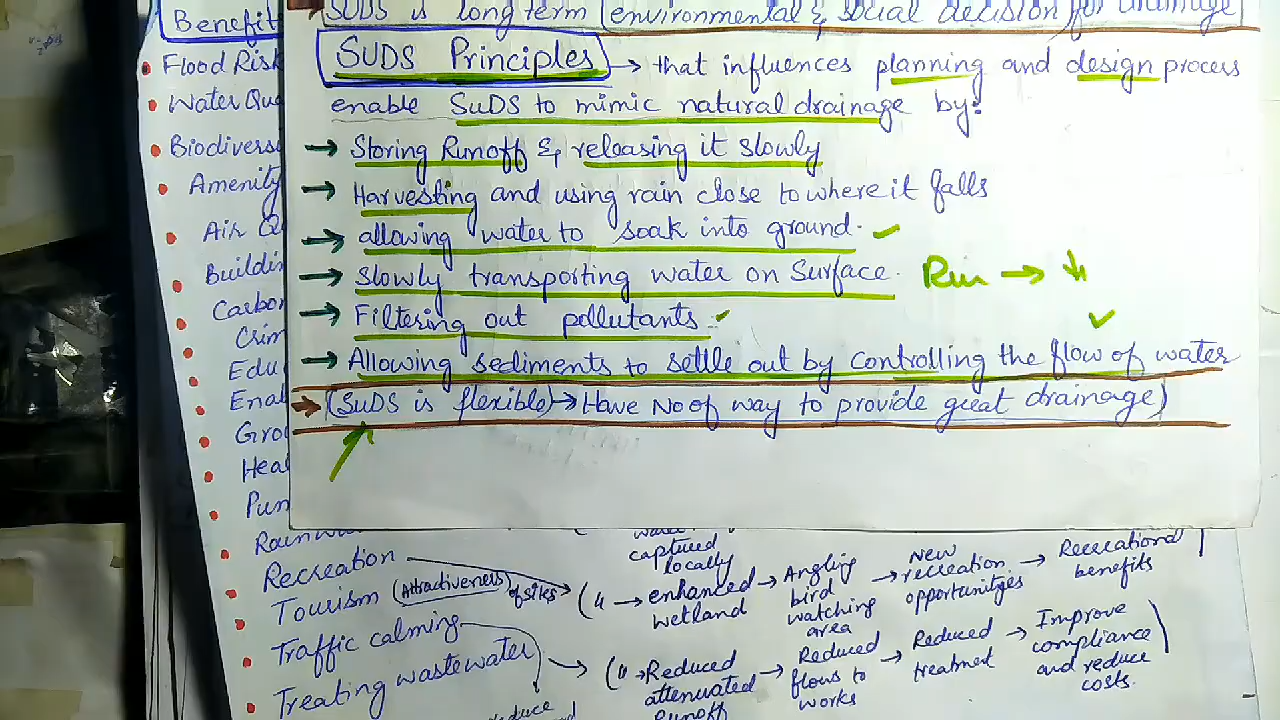 SUDS is long term (environmental & social decision for drainage)
SUDS Principles → that influences planning and design process
enable SuDS to mimic natural drainage by:
→ Storing Runoff & releasing it slowly
→ Harvesting and using rain close to where it falls
→ allowing water to soak into ground.
→ Slowly transporting water on Surface. Run → ↓
→ Filtering out pollutants.
→ Allowing sediments to settle out by controlling the flow of water
→ (SuDS is flexible) → Have No of way to provide great drainage)
Benefit
• Flood Risk
• Water Qua
• Biodivers
• Amenity
• Air
• Buildin
• Carbon
• Crim
• Edu
• Enab
• Gro
• Hea
• Pum
• Rainw
captured locally
• Recreation
• Tourism (Attractiveness) of sites → (" → enhanced wetland → Angling bird watching area → New recreation opportunitges → Recreational benefits
• Traffic calming
• Treating wastewater → (" → Reduced attenuated runoff → Reduced flows to works → Reduced treatment → Improve compliance and reduce costs.)